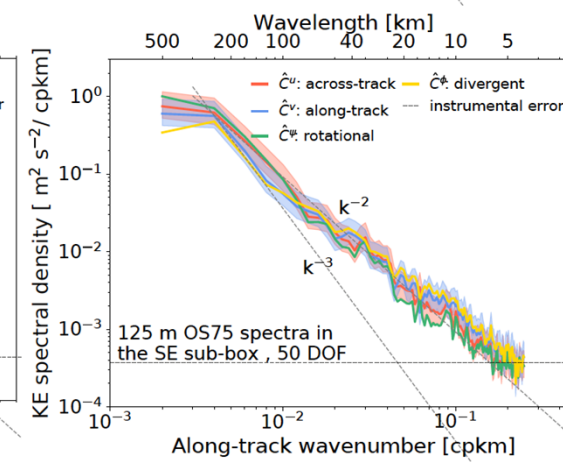 Wavelength [km]
500 200 100 40 20 10 5
KE spectral density [ m² s⁻²/ cpkm]
10⁰
10⁻¹
10⁻²
10⁻³
10⁻⁴
r
Ĉᵘ: across-track
Ĉᵛ: along-track
Ĉᵠ: rotational
Ĉᶲ: divergent
instrumental error
k⁻²
k⁻³
125 m OS75 spectra in
the SE sub-box , 50 DOF
10⁻³ 10⁻² 10⁻¹
Along-track wavenumber [cpkm]